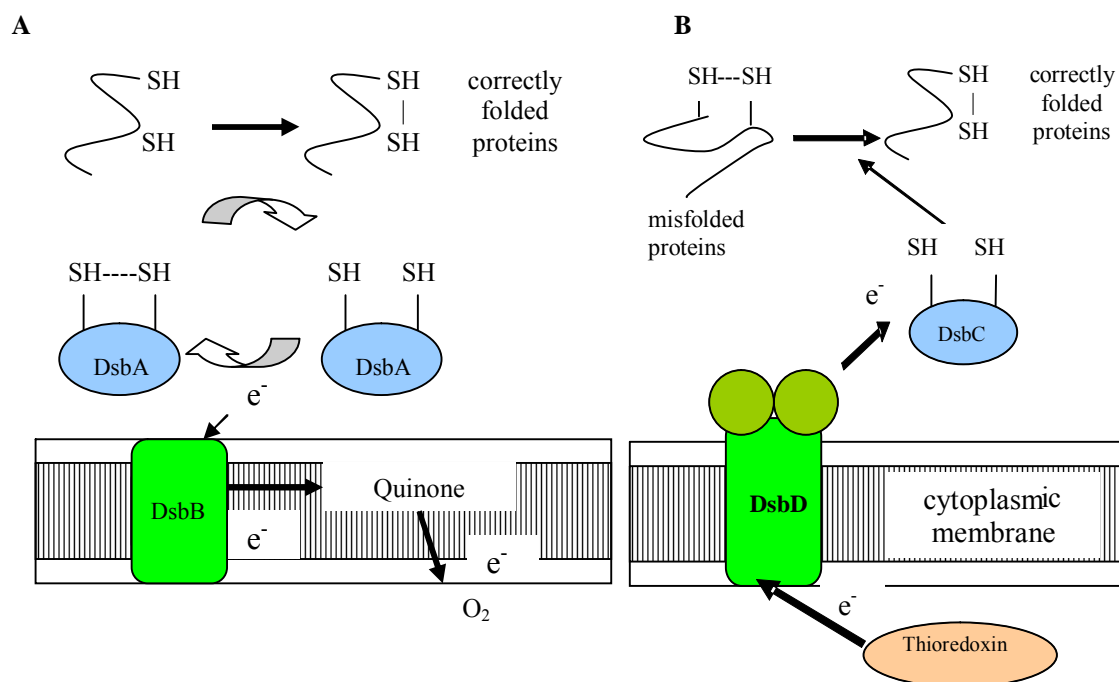 A
SH
SH
SH
SH
correctly
folded
proteins
SH----SH
DsbA
SH SH
DsbA
e-
DsbB
e-
Quinone
e-
O2
B
SH---SH
misfolded
proteins
SH
SH
correctly
folded
proteins
SH SH
DsbC
e-
DsbD
cytoplasmic
membrane
e-
Thioredoxin